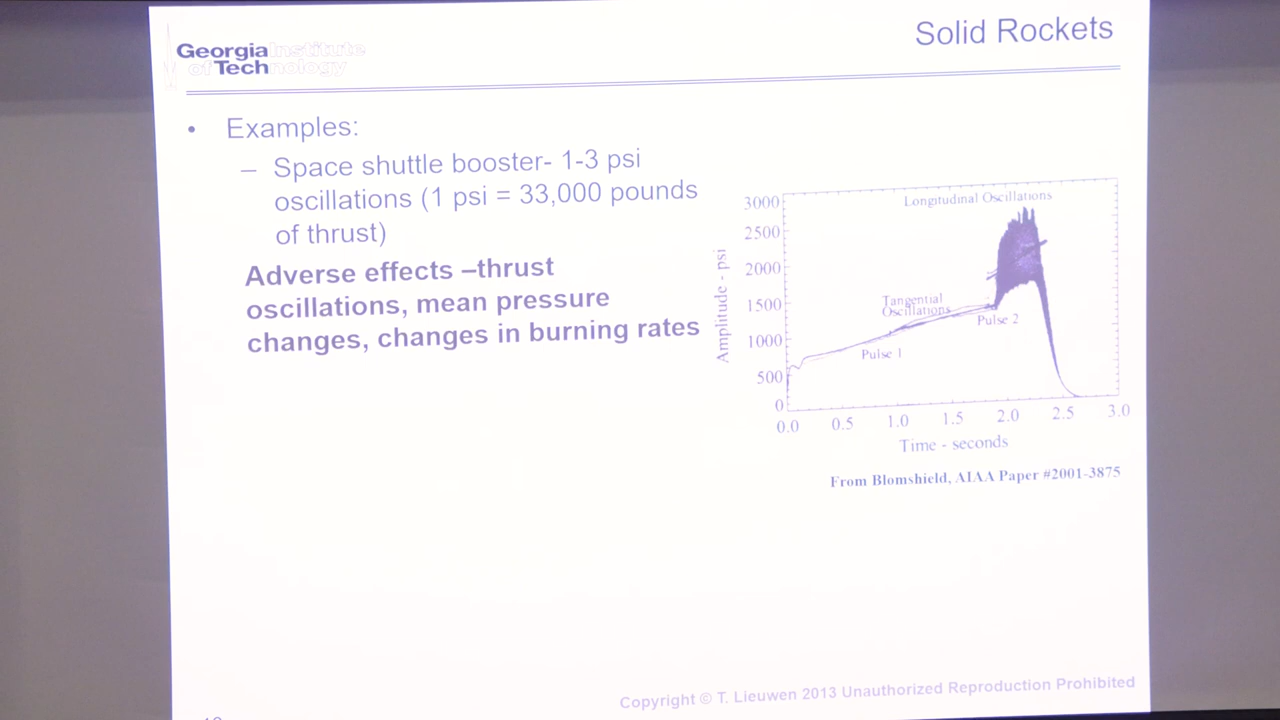 Solid Rockets
Georgia Institute
of Technology
• Examples:
– Space shuttle booster- 1-3 psi
oscillations (1 psi = 33,000 pounds
of thrust)
Adverse effects –thrust
oscillations, mean pressure
changes, changes in burning rates
Longitudinal Oscillations
Tangential
Oscillations
Pulse 2
Pulse 1
Amplitude - psi
3000
2500
2000
1500
1000
500
0
0.0 0.5 1.0 1.5 2.0 2.5 3.0
Time - seconds
From Blomshield, AIAA Paper #2001-3875
Copyright © T. Lieuwen 2013 Unauthorized Reproduction Prohibited